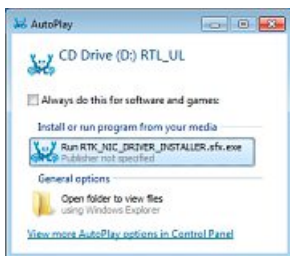 AutoPlay
CD Drive (D:) RTL_UL
Always do this for software and games:
Install or run program from your media
Run RTK_NIC_DRIVER_INSTALLER.sfx.exe
Publisher not specified
General options
Open folder to view files
using Windows Explorer
View more AutoPlay options in Control Panel